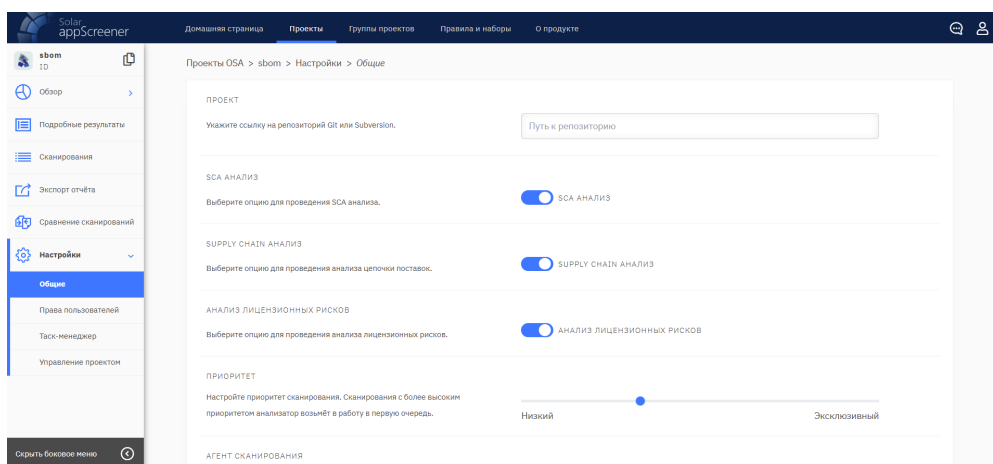 Solar
appScreener
Домашняя страница
Проекты
Группы проектов
Правила и наборы
О продукте
sbom
ID
Обзор
Подробные результаты
Сканирования
Экспорт отчёта
Сравнение сканирований
Настройки
Общие
Права пользователей
Таск-менеджер
Управление проектом
Скрыть боковое меню
Проекты OSA > sbom > Настройки > Общие
ПРОЕКТ
Укажите ссылку на репозиторий Git или Subversion.
Путь к репозиторию
SCA АНАЛИЗ
Выберите опцию для проведения SCA анализа.
SCA АНАЛИЗ
SUPPLY CHAIN АНАЛИЗ
Выберите опцию для проведения анализа цепочки поставок.
SUPPLY CHAIN АНАЛИЗ
АНАЛИЗ ЛИЦЕНЗИОННЫХ РИСКОВ
Выберите опцию для проведения анализа лицензионных рисков.
АНАЛИЗ ЛИЦЕНЗИОННЫХ РИСКОВ
ПРИОРИТЕТ
Настройте приоритет сканирования. Сканирования с более высоким
приоритетом анализатор возьмёт в работу в первую очередь.
Низкий
Эксклюзивный
АГЕНТ СКАНИРОВАНИЯ